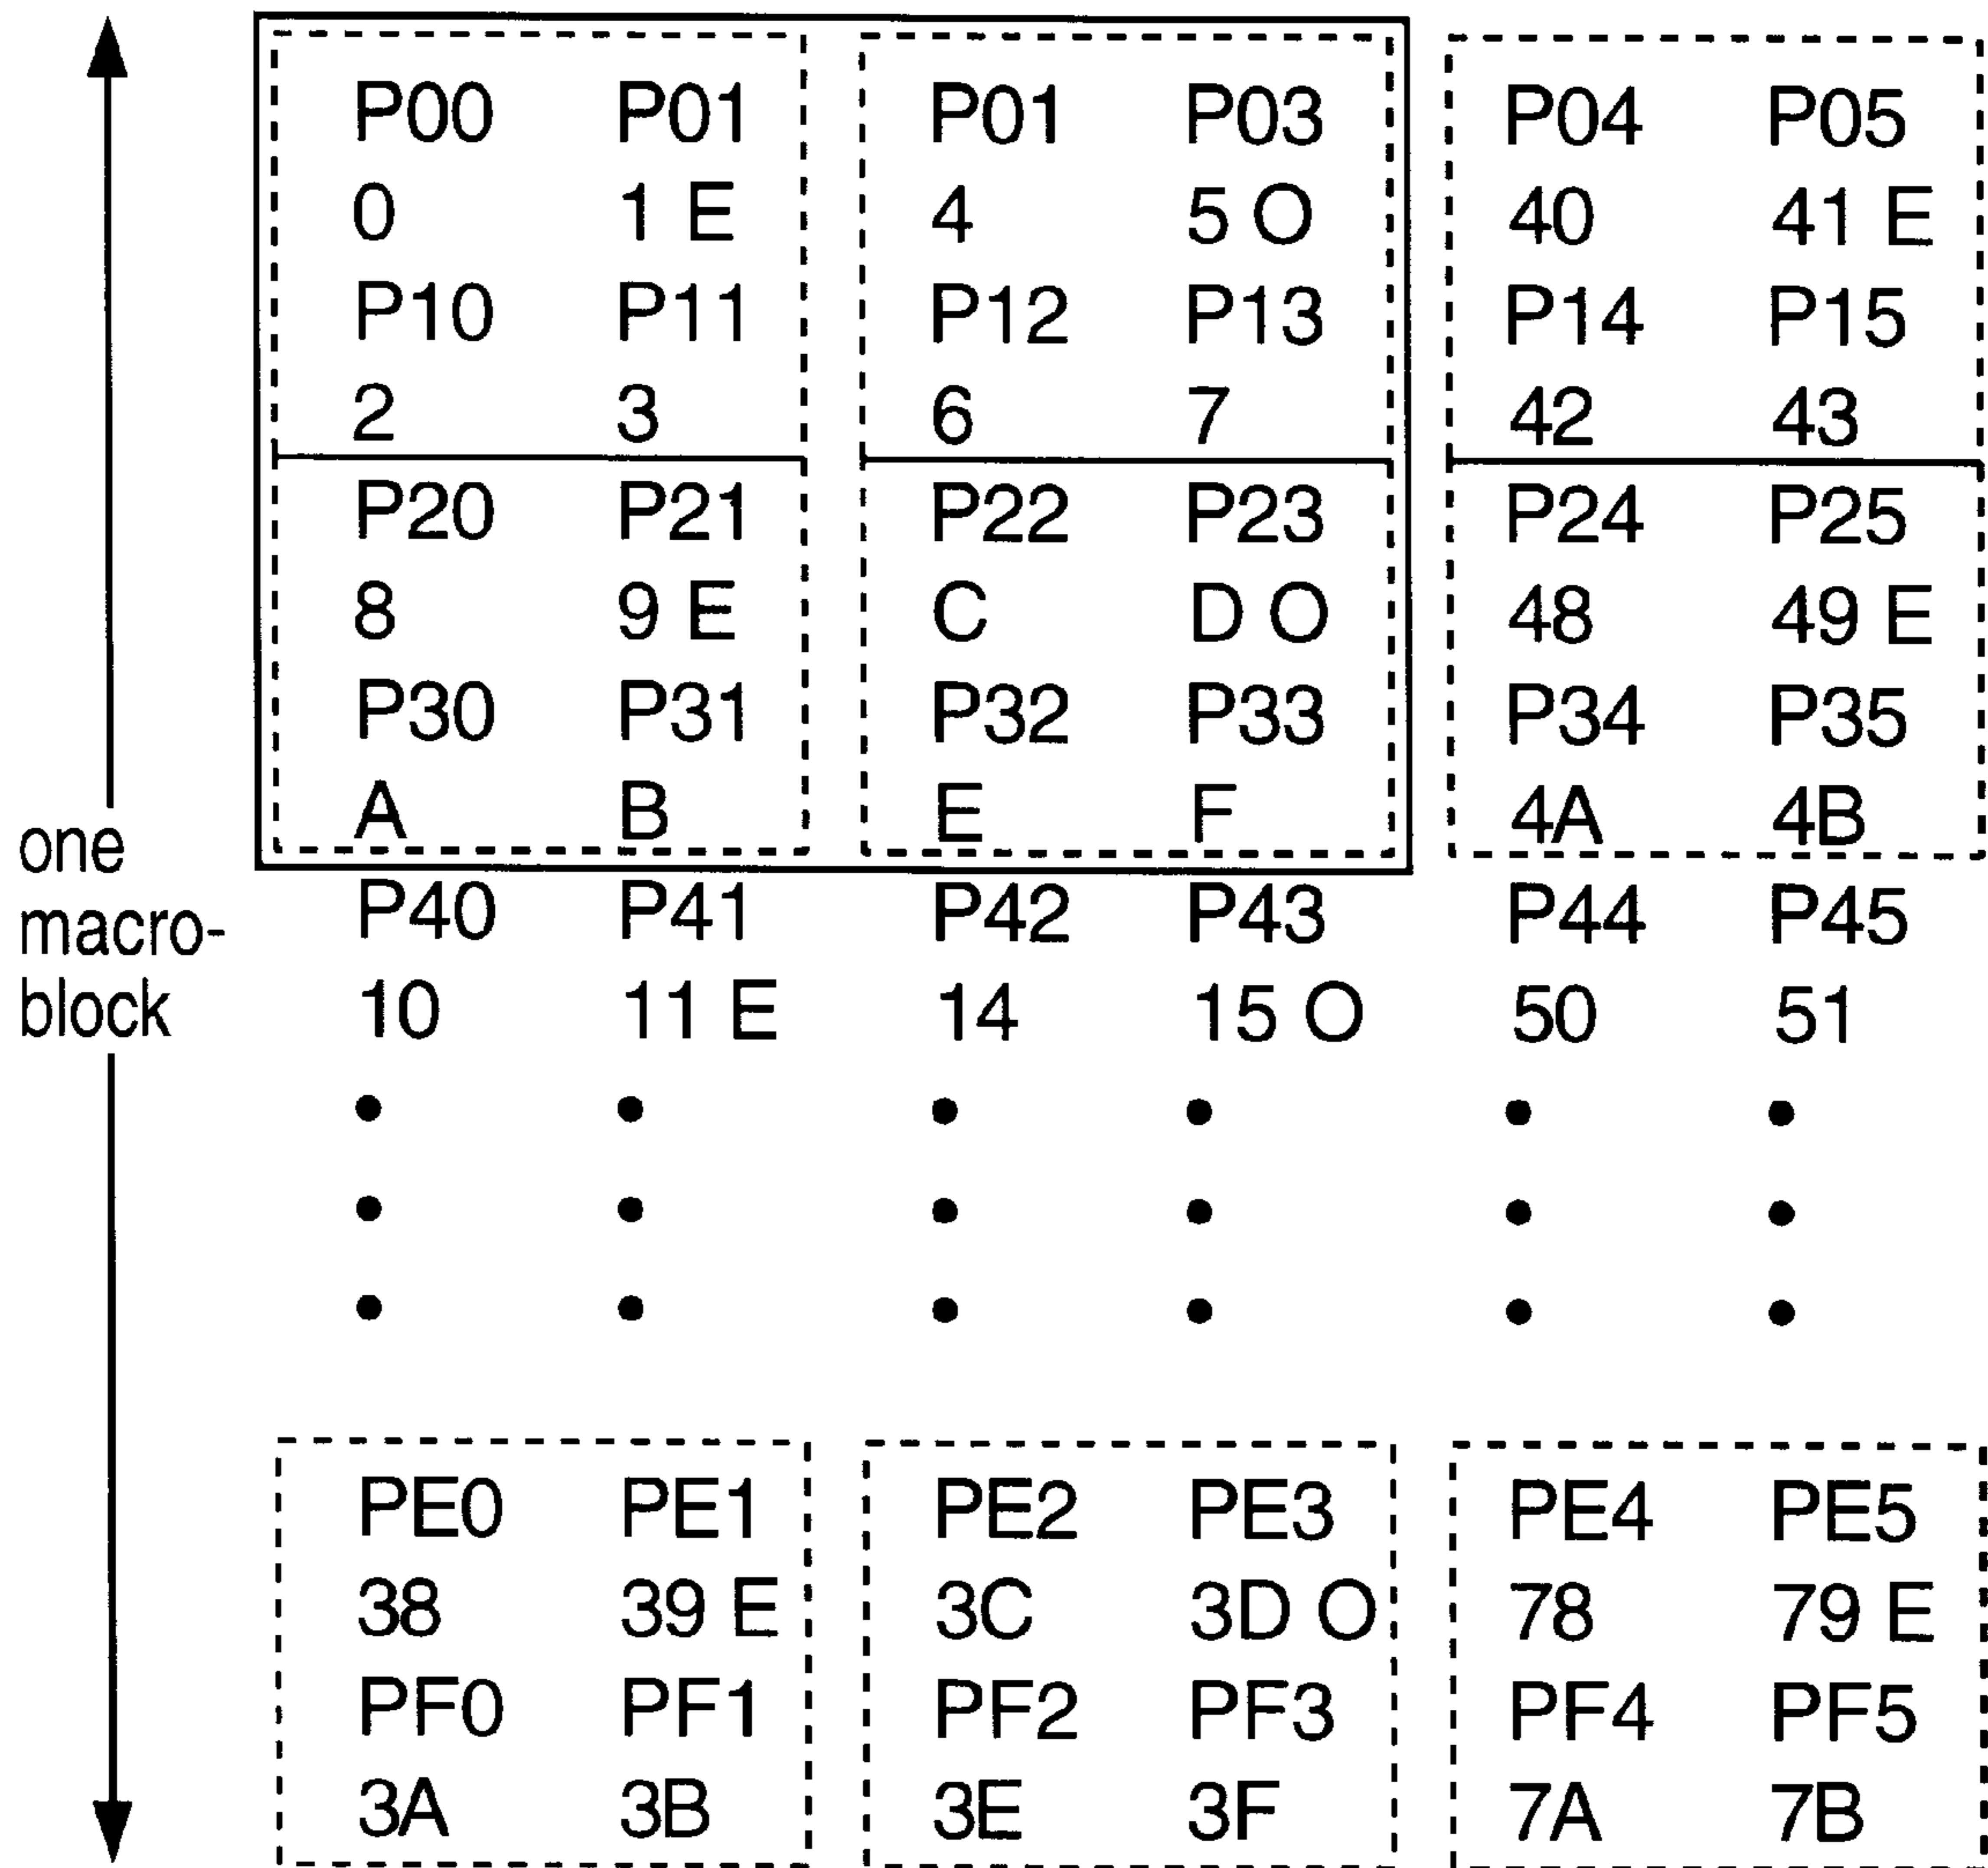 P00 P01 P01 P03 P04 P05
0 1 E 4 5 O 40 41 E
P10 P11 P12 P13 P14 P15
2 3 6 7 42 43
P20 P21 P22 P23 P24 P25
8 9 E C D O 48 49 E
P30 P31 P32 P33 P34 P35
A B E F 4A 4B
one
macro-
block
P40 P41 P42 P43 P44 P45
10 11 E 14 15 O 50 51
PE0 PE1 PE2 PE3 PE4 PE5
38 39 E 3C 3D O 78 79 E
PF0 PF1 PF2 PF3 PF4 PF5
3A 3B 3E 3F 7A 7B